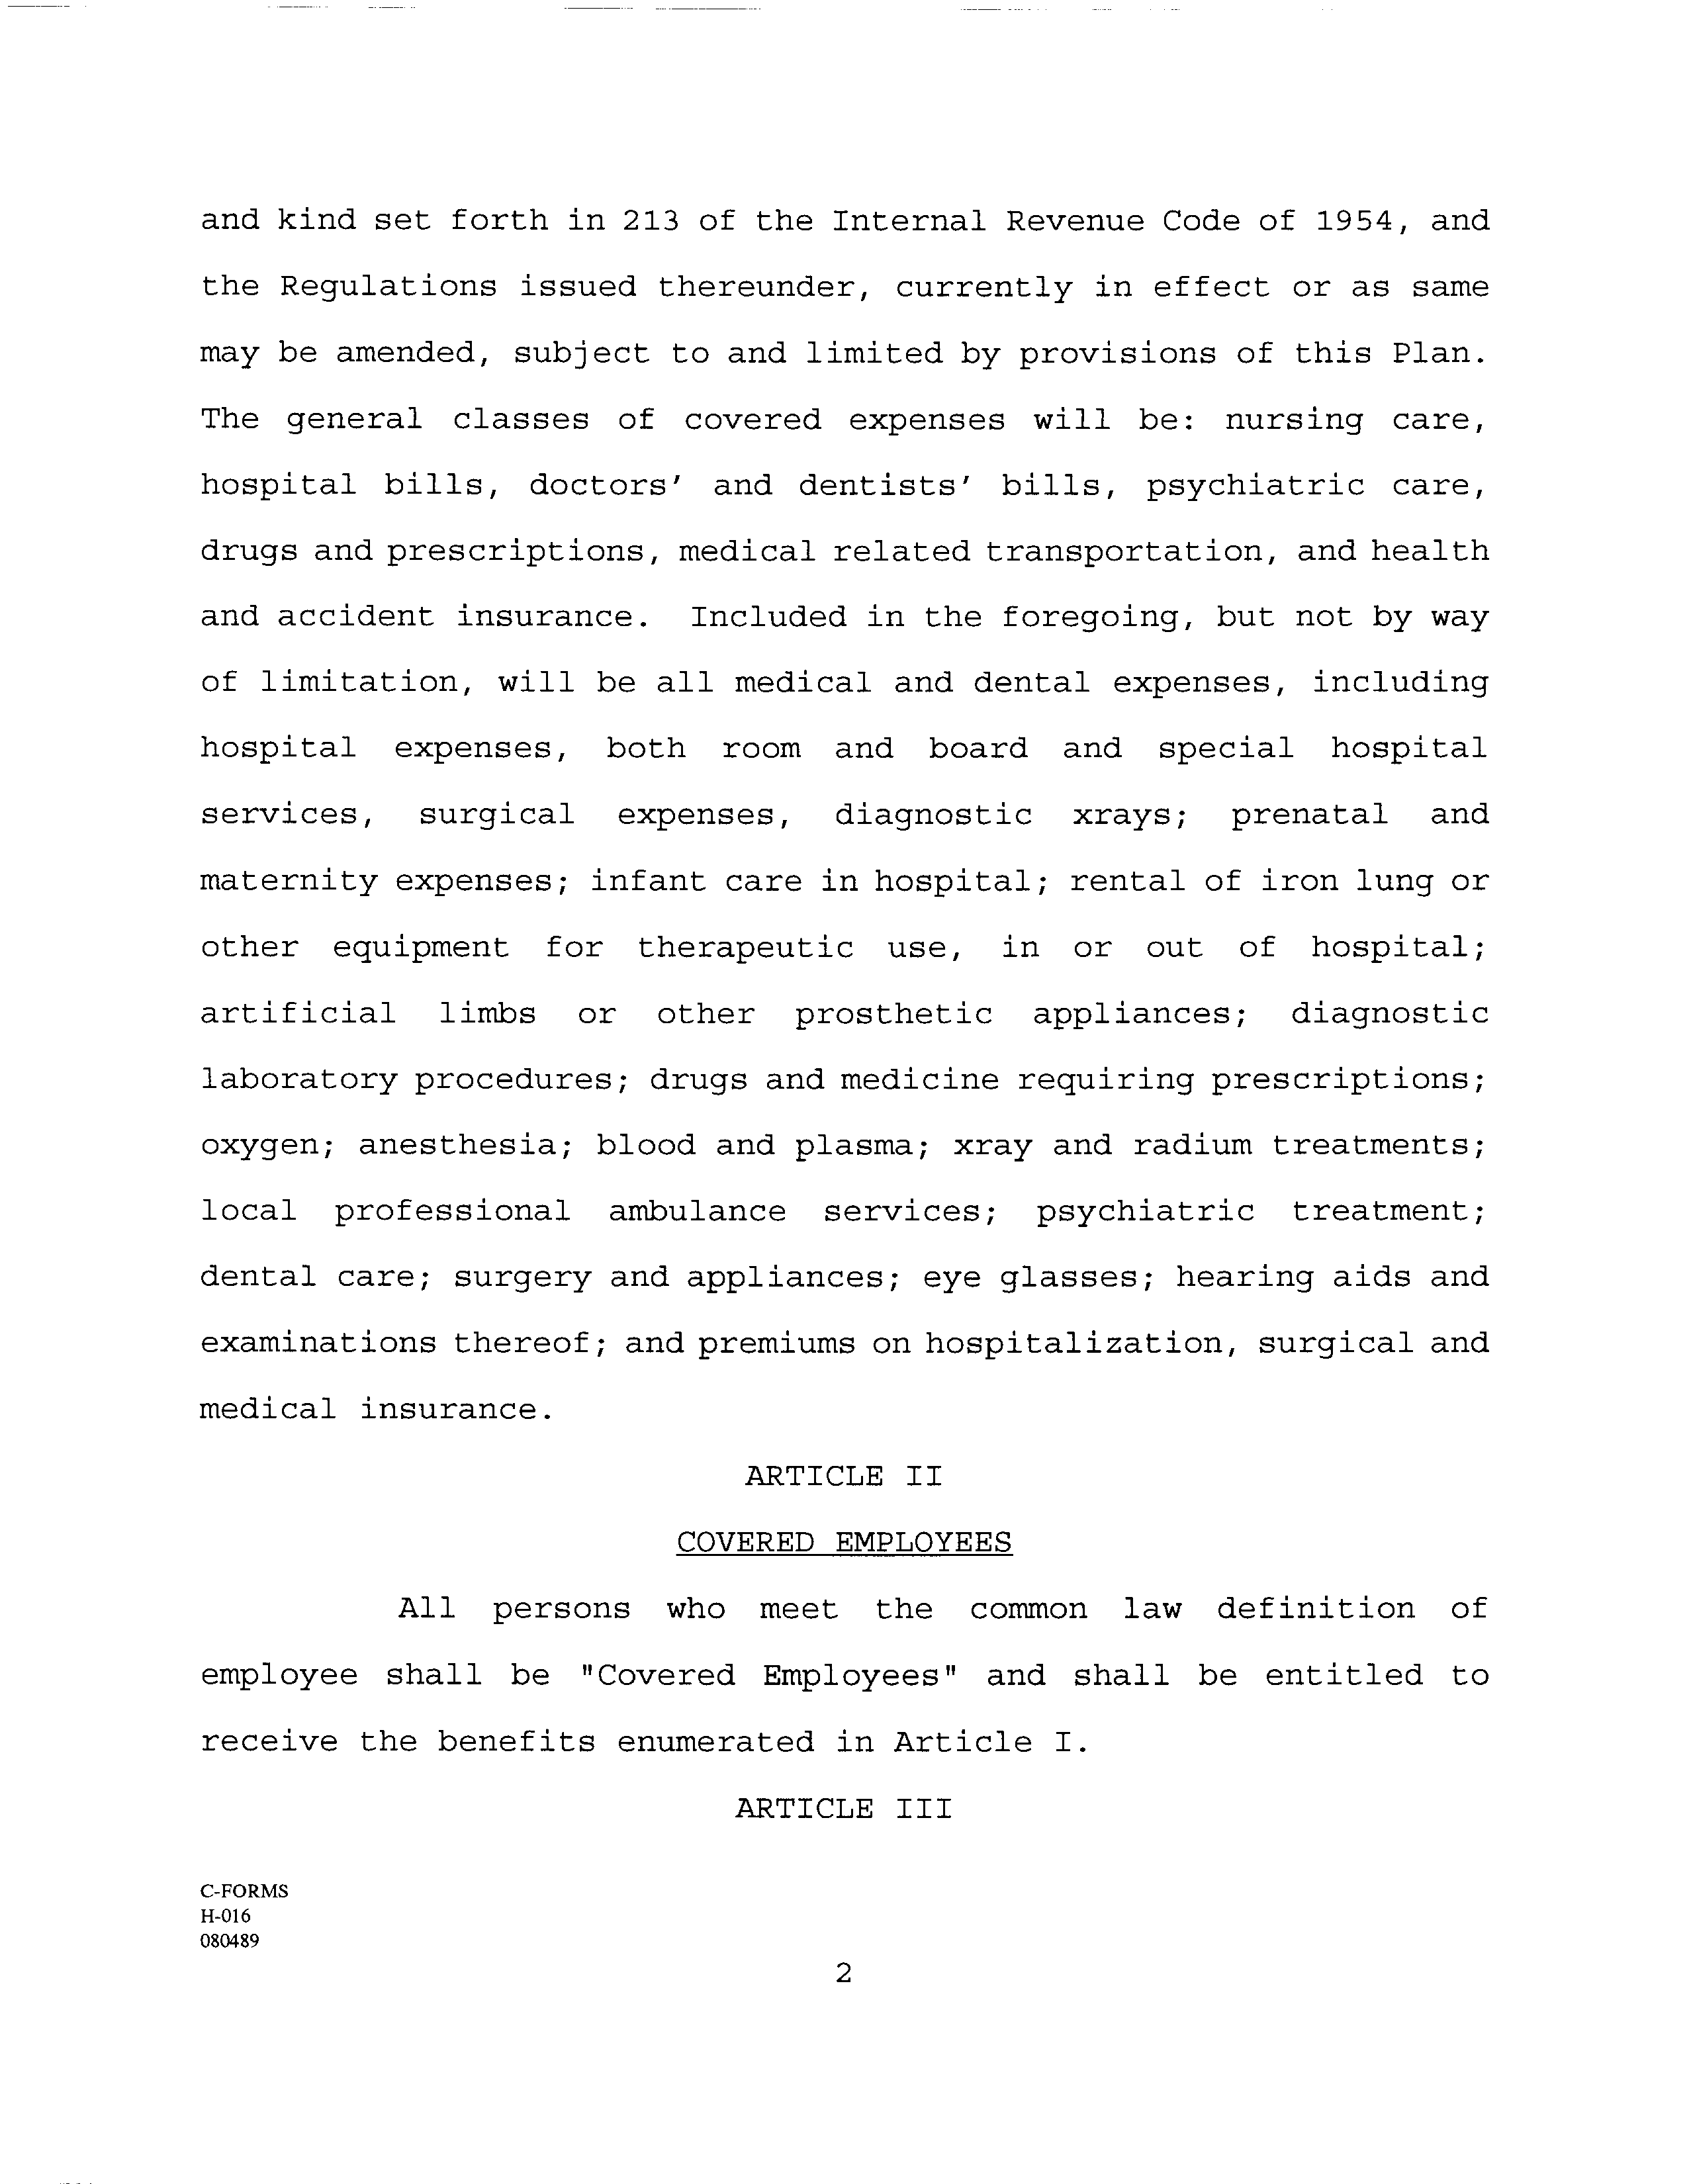 and kind set forth in 213 of the Internal Revenue Code of 1954, and
the Regulations issued thereunder, currently in effect or as same
may be amended, subject to and limited by provisions of this Plan.
The general classes of covered expenses will be: nursing care,
hospital bills, doctors' and dentists' bills, psychiatric care,
drugs and prescriptions, medical related transportation, and health
and accident insurance. Included in the foregoing, but not by way
of limitation, will be all medical and dental expenses, including
hospital expenses, both room and board and special hospital
services, surgical expenses, diagnostic xrays; prenatal and
maternity expenses; infant care in hospital; rental of iron lung or
other equipment for therapeutic use, in or out of hospital;
artificial limbs or other prosthetic appliances; diagnostic
laboratory procedures; drugs and medicine requiring prescriptions;
oxygen; anesthesia; blood and plasma; xray and radium treatments;
local professional ambulance services; psychiatric treatment;
dental care; surgery and appliances; eye glasses; hearing aids and
examinations thereof; and premiums on hospitalization, surgical and
medical insurance.
ARTICLE II
COVERED EMPLOYEES
All persons who meet the common law definition of
employee shall be "Covered Employees" and shall be entitled to
receive the benefits enumerated in Article I.
ARTICLE III
C-FORMS
H-016
080489
2